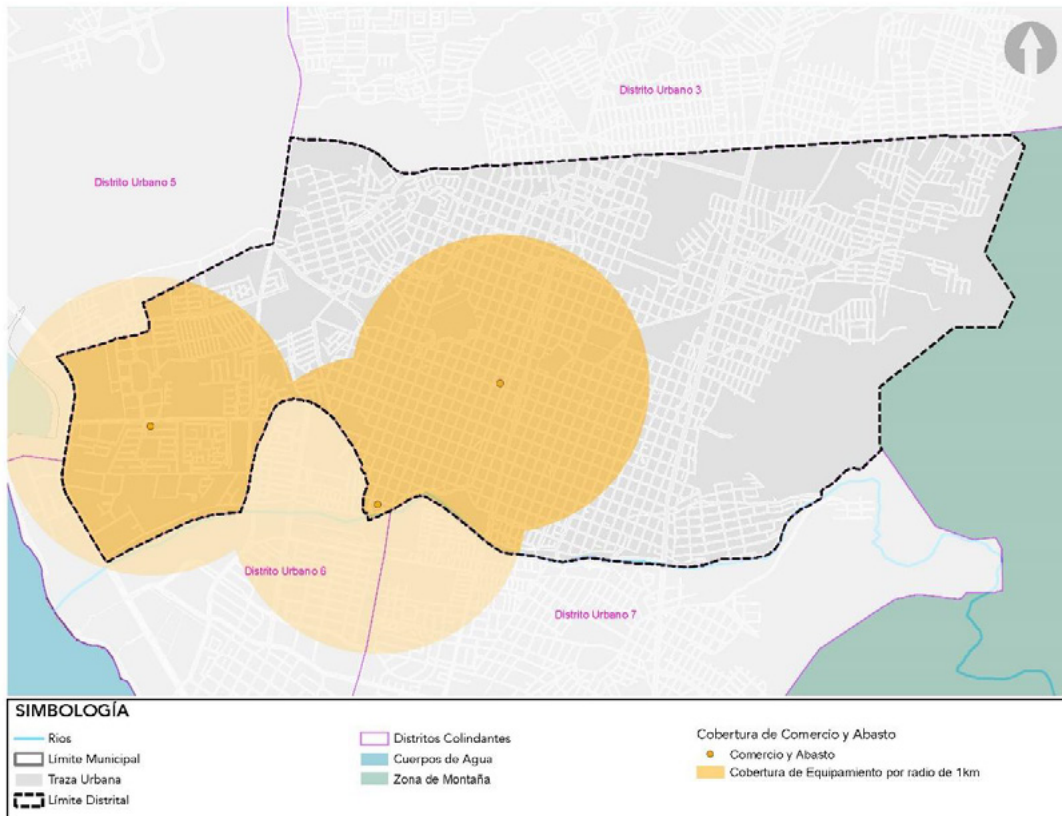 Distrito Urbano 3
Distrito Urbano 5
Distrito Urbano 6
Distrito Urbano 7
SIMBOLOGÍA
Rios
Límite Municipal
Traza Urbana
Límite Distrital
Distritos Colindantes
Cuerpos de Agua
Zona de Montaña
Cobertura de Comercio y Abasto
Comercio y Abasto
Cobertura de Equipamiento por radio de 1km